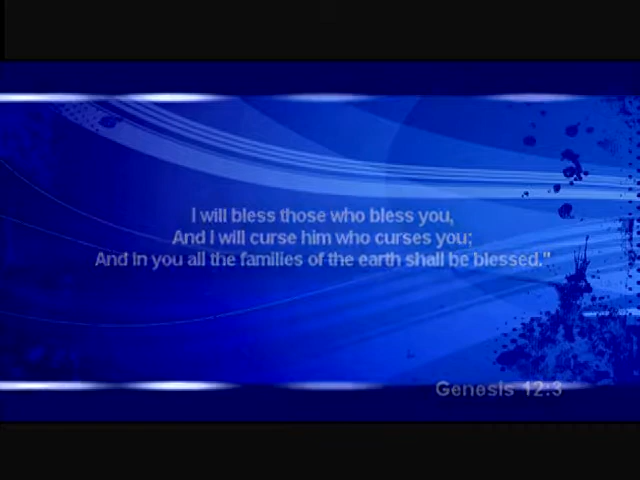 I will bless those who bless you,
And I will curse him who curses you;
And in you all the families of the earth shall be blessed."
Genesis 12:3